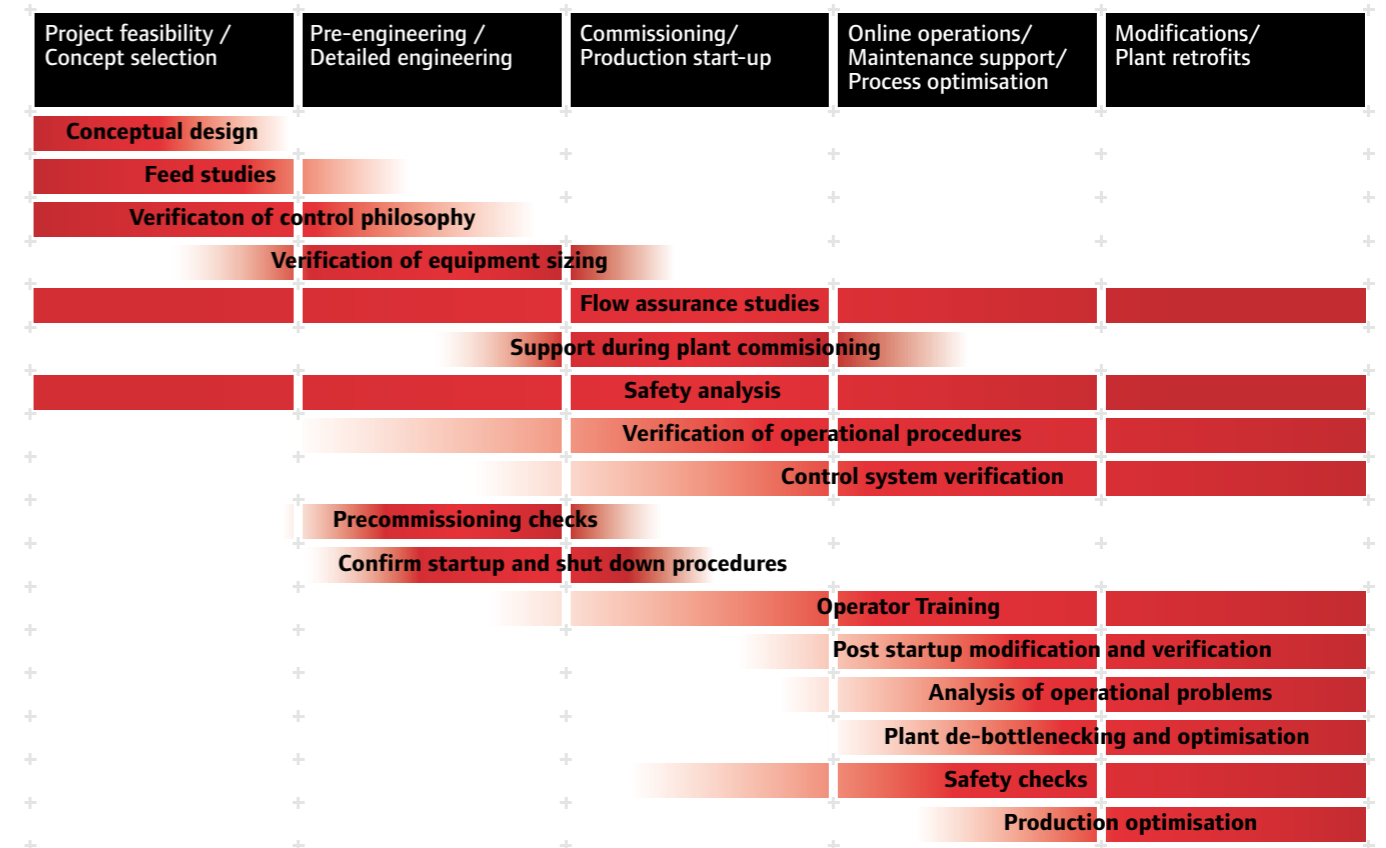 Project feasibility /
Concept selection
Pre-engineering /
Detailed engineering
Commissioning/
Production start-up
Online operations/
Maintenance support/
Process optimisation
Modifications/
Plant retrofits
Conceptual design
Feed studies
Verificaton of control philosophy
Verification of equipment sizing
Flow assurance studies
Support during plant commisioning
Safety analysis
Verification of operational procedures
Control system verification
Precommissioning checks
Confirm startup and shut down procedures
Operator Training
Post startup modification and verification
Analysis of operational problems
Plant de-bottlenecking and optimisation
Safety checks
Production optimisation